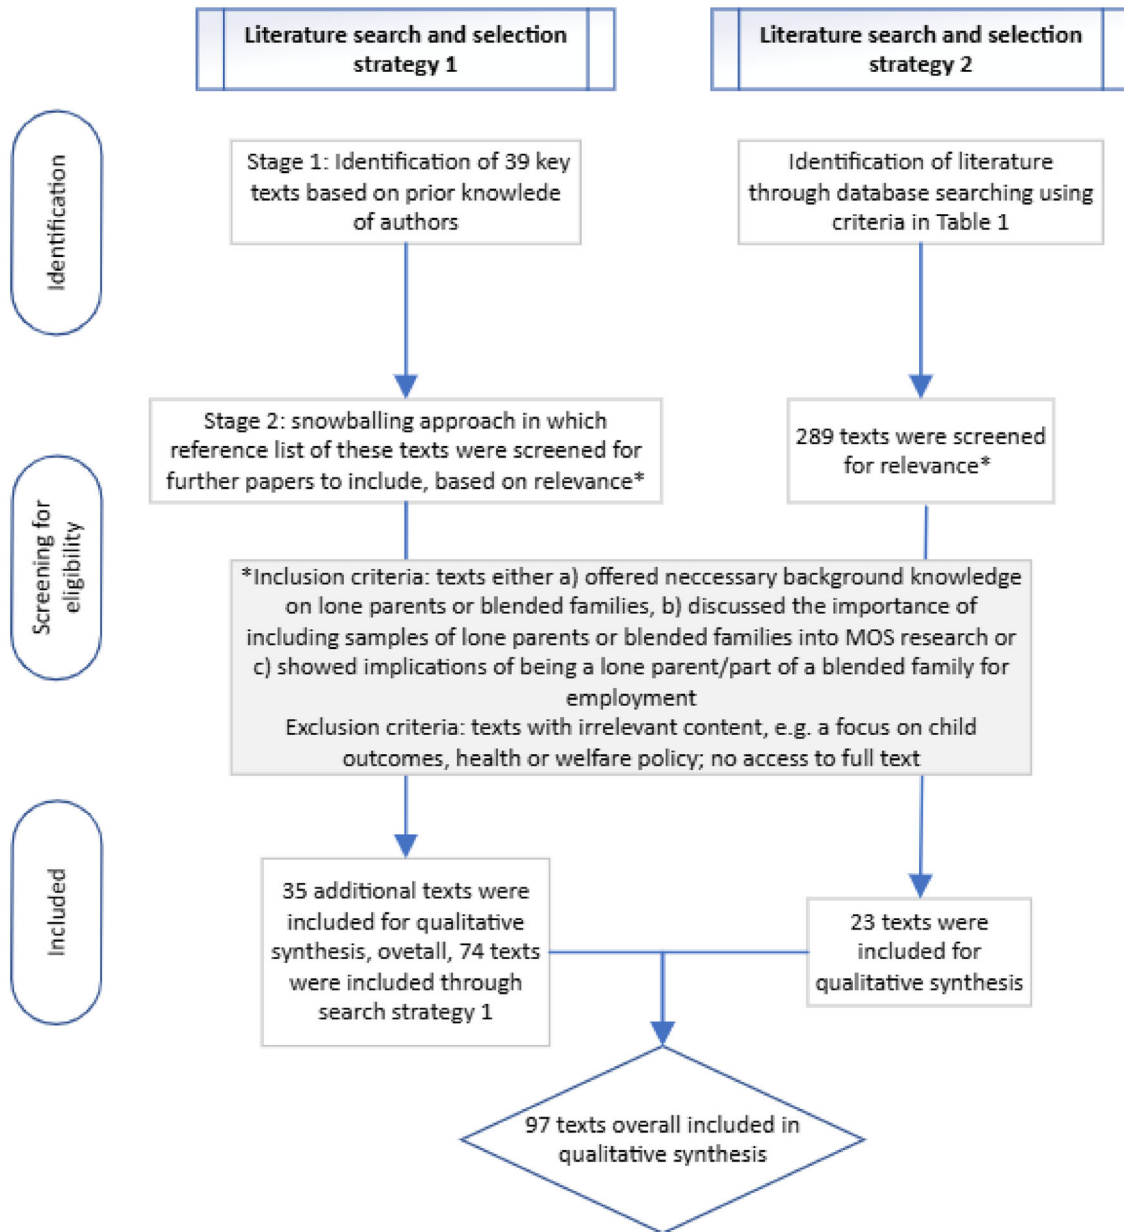 Literature search and selection
strategy 1
Literature search and selection
strategy 2
Identification
Stage 1: Identification of 39 key
texts based on prior knowlede
of authors
Identification of literature
through database searching using
criteria in Table 1
Screening for
eligibility
Stage 2: snowballing approach in which
reference list of these texts were screened for
further papers to include, based on relevance*
289 texts were screened
for relevance*
*Inclusion criteria: texts either a) offered neccessary background knowledge
on lone parents or blended families, b) discussed the importance of
including samples of lone parents or blended families into MOS research or
c) showed implications of being a lone parent/part of a blended family for
employment
Exclusion criteria: texts with irrelevant content, e.g. a focus on child
outcomes, health or welfare policy; no access to full text
Included
35 additional texts were
included for qualitative
synthesis, ovetall, 74 texts
were included through
search strategy 1
23 texts were
included for
qualitative synthesis
97 texts overall included in
qualitative synthesis